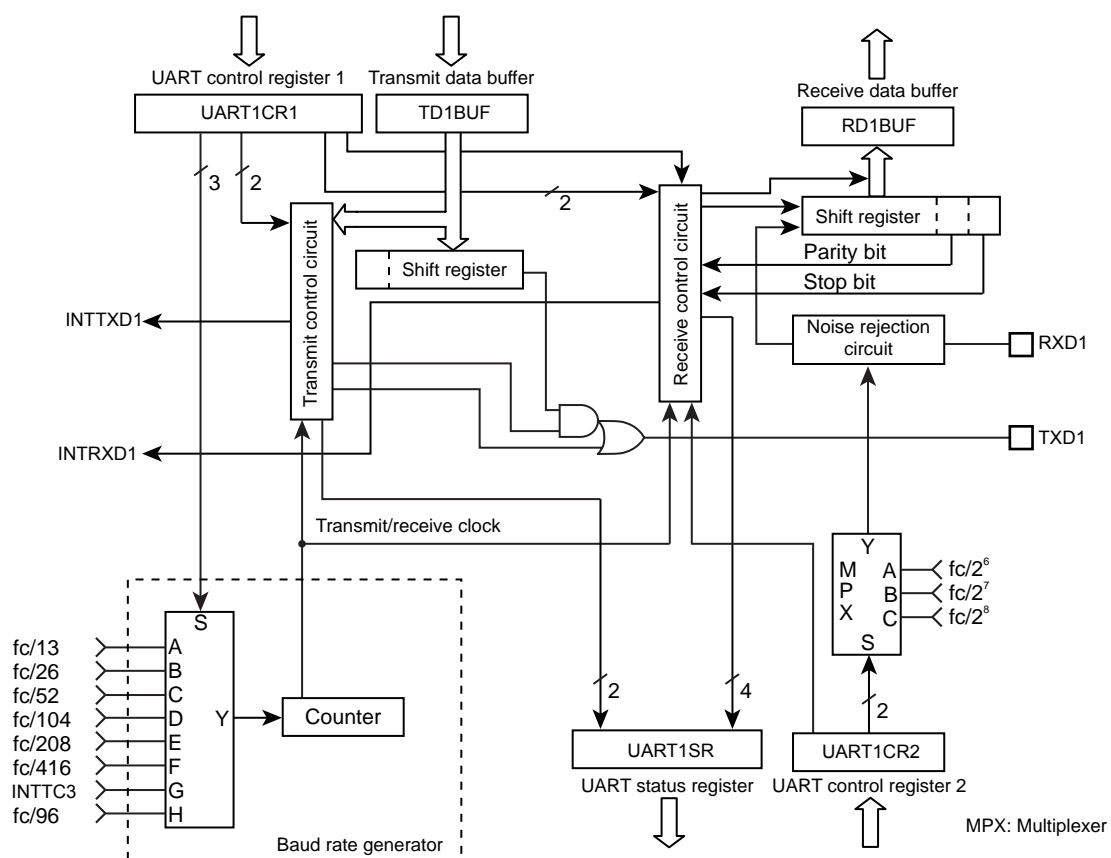 UART control register 1
Transmit data buffer
Receive data buffer
UART1CR1
TD1BUF
RD1BUF
3
2
2
Transmit control circuit
Shift register
Receive control circuit
Shift register
Parity bit
Stop bit
INTTXD1
Noise rejection
circuit
RXD1
INTRXD1
TXD1
Transmit/receive clock
Y
M
P
X
A
B
C
S
fc/2⁶
fc/2⁷
fc/2⁸
S
fc/13
A
fc/26
B
fc/52
C
fc/104
D
fc/208
E
fc/416
F
INTTC3
G
fc/96
H
Y
Counter
2
4
2
UART1SR
UART1CR2
UART status register
UART control register 2
Baud rate generator
MPX: Multiplexer